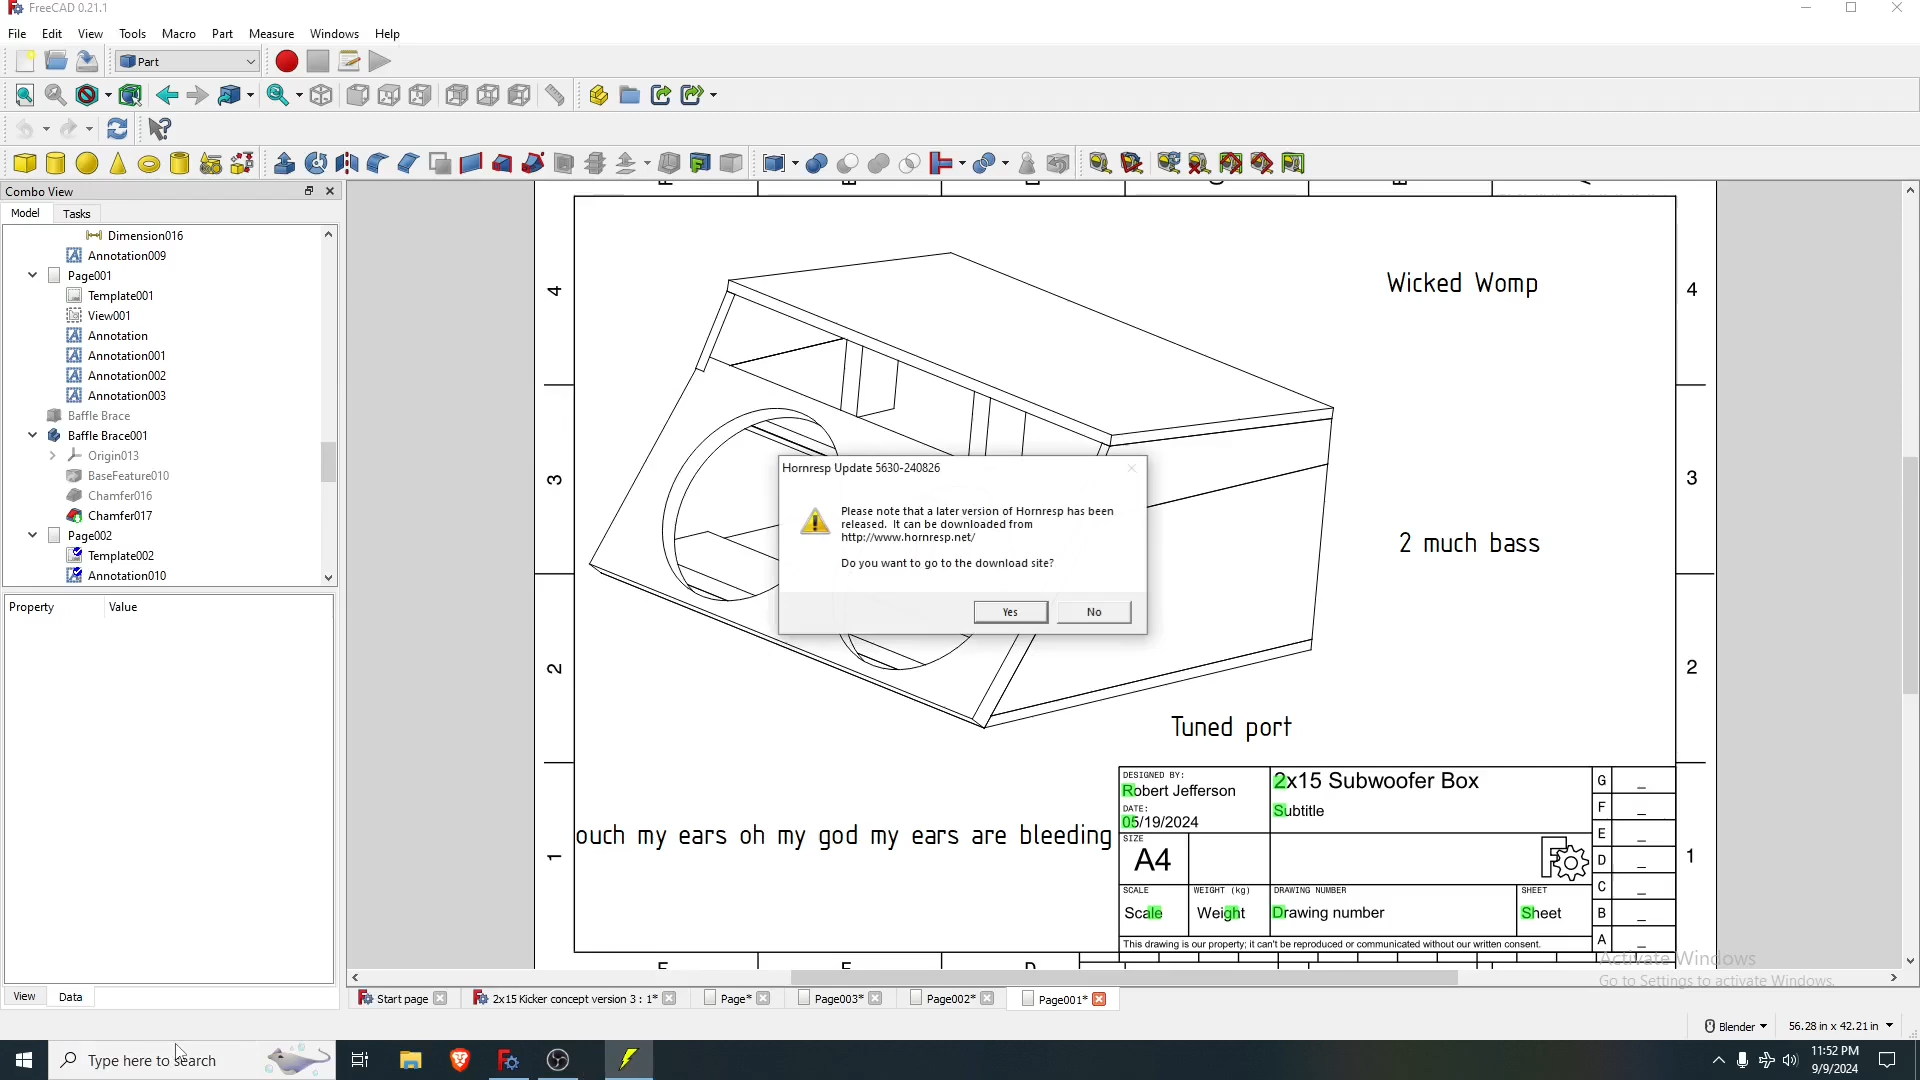 FreeCAD 0.21.1
File Edit View Tools Macro Part Measure Windows Help
Part
Combo View
Model Tasks
Dimension016
Annotation009
Page001
Template001
View001
Annotation
Annotation001
Annotation002
Annotation003
Baffle Brace
Baffle Brace001
Origin013
BaseFeature010
Chamfer016
Chamfer017
Page002
Template002
Annotation010
Property Value
View Data
4
3
2
1
Wicked Womp
4
3
2 much bass
2
Tuned port
1
ouch my ears oh my god my ears are bleeding
Hornresp Update 5630-240826
Please note that a later version of Hornresp has been
released. It can be downloaded from
http://www.hornresp.net/
Do you want to go to the download site?
Yes No
DESIGNED BY:
Robert Jefferson
DATE:
05/19/2024
2x15 Subwoofer Box
Subtitle
SIZE
A4
SCALE
Scale
WEIGHT (kg)
Weight
DRAWING NUMBER
Drawing number
SHEET
Sheet
G _
F _
E _
D _
C _
B _
A _
This drawing is our property; it can't be reproduced or communicated without our written consent.
Activate Windows
Go to Settings to activate Windows.
Start page 2x15 Kicker concept version 3 : 1* Page* Page003* Page002* Page001*
Blender 56.28 in x 42.21 in
Type here to search
11:52 PM
9/9/2024